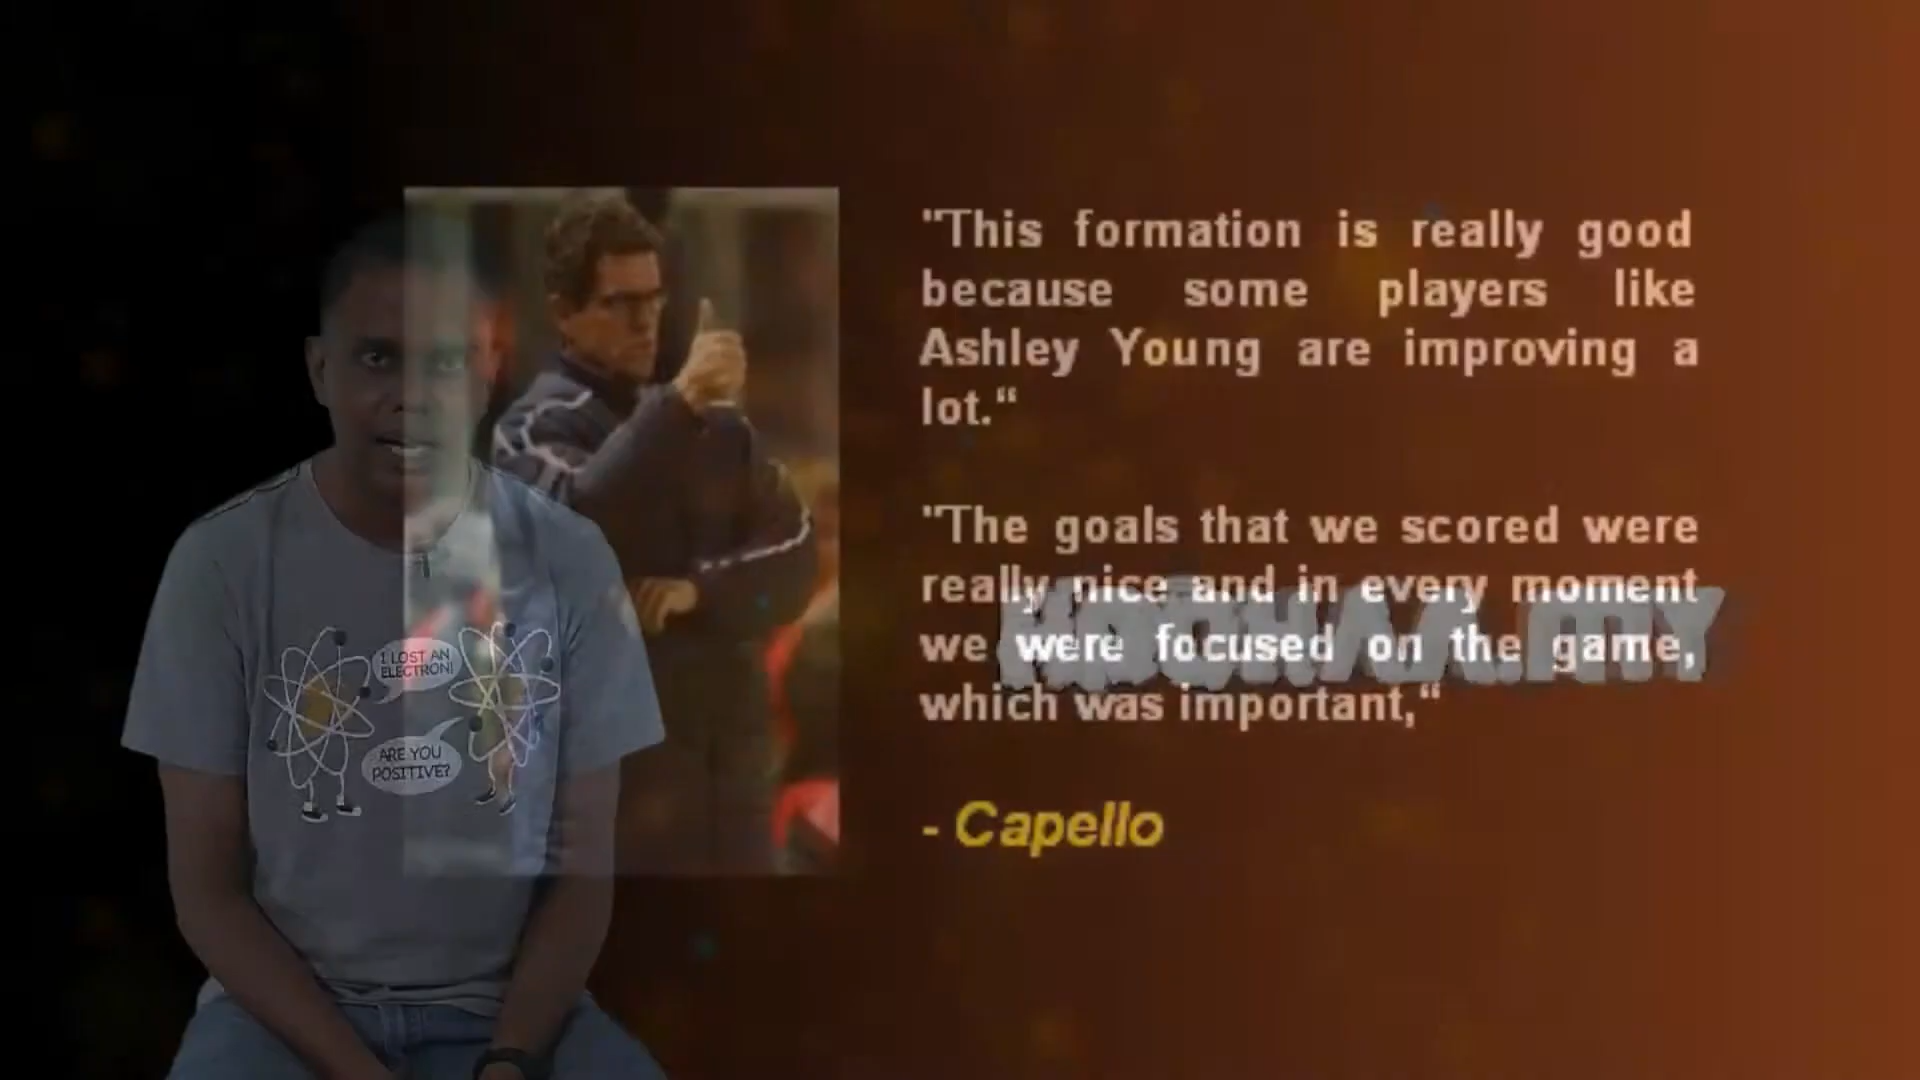 "This formation is really good
because some players like
Ashley Young are improving a
lot."
"The goals that we scored were
really nice and in every moment
we were focused on the game,
which was important,"
- Capello
I LOST AN
ELECTRON!
ARE YOU
POSITIVE?